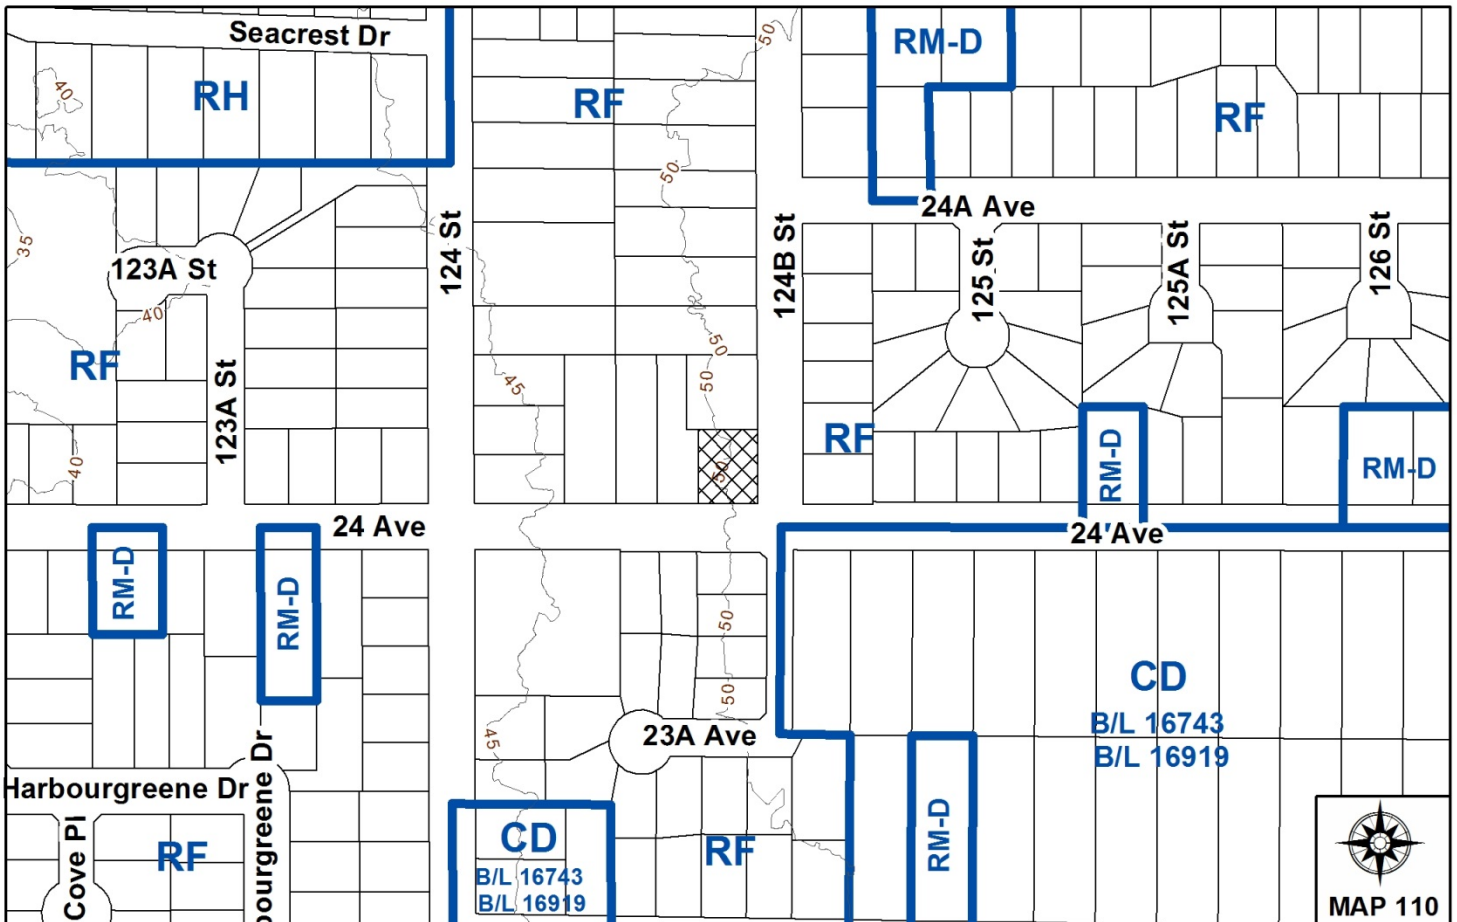 Seacrest Dr
RM-D
50
RH
40
RF
RF
50
24A Ave
124 St
124B St
125 St
125A St
126 St
35
123A St
40
50
RF
45
50
123A St
RF
RM-D
RM-D
40
50
24 Ave
24 Ave
RM-D
RM-D
50
CD
50
B/L 16743
B/L 16919
45
23A Ave
Harbourgreene Dr
bourgreene Dr
Cove Pl
RF
CD
B/L 16743
B/L 16919
RF
RM-D
MAP 110